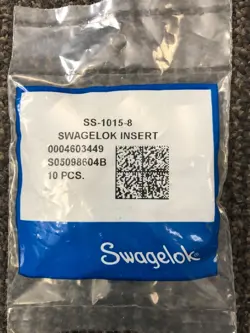 SS-1015-8
SWAGELOK INSERT
0004603449
S05098604B
10 PCS.
Swagelok